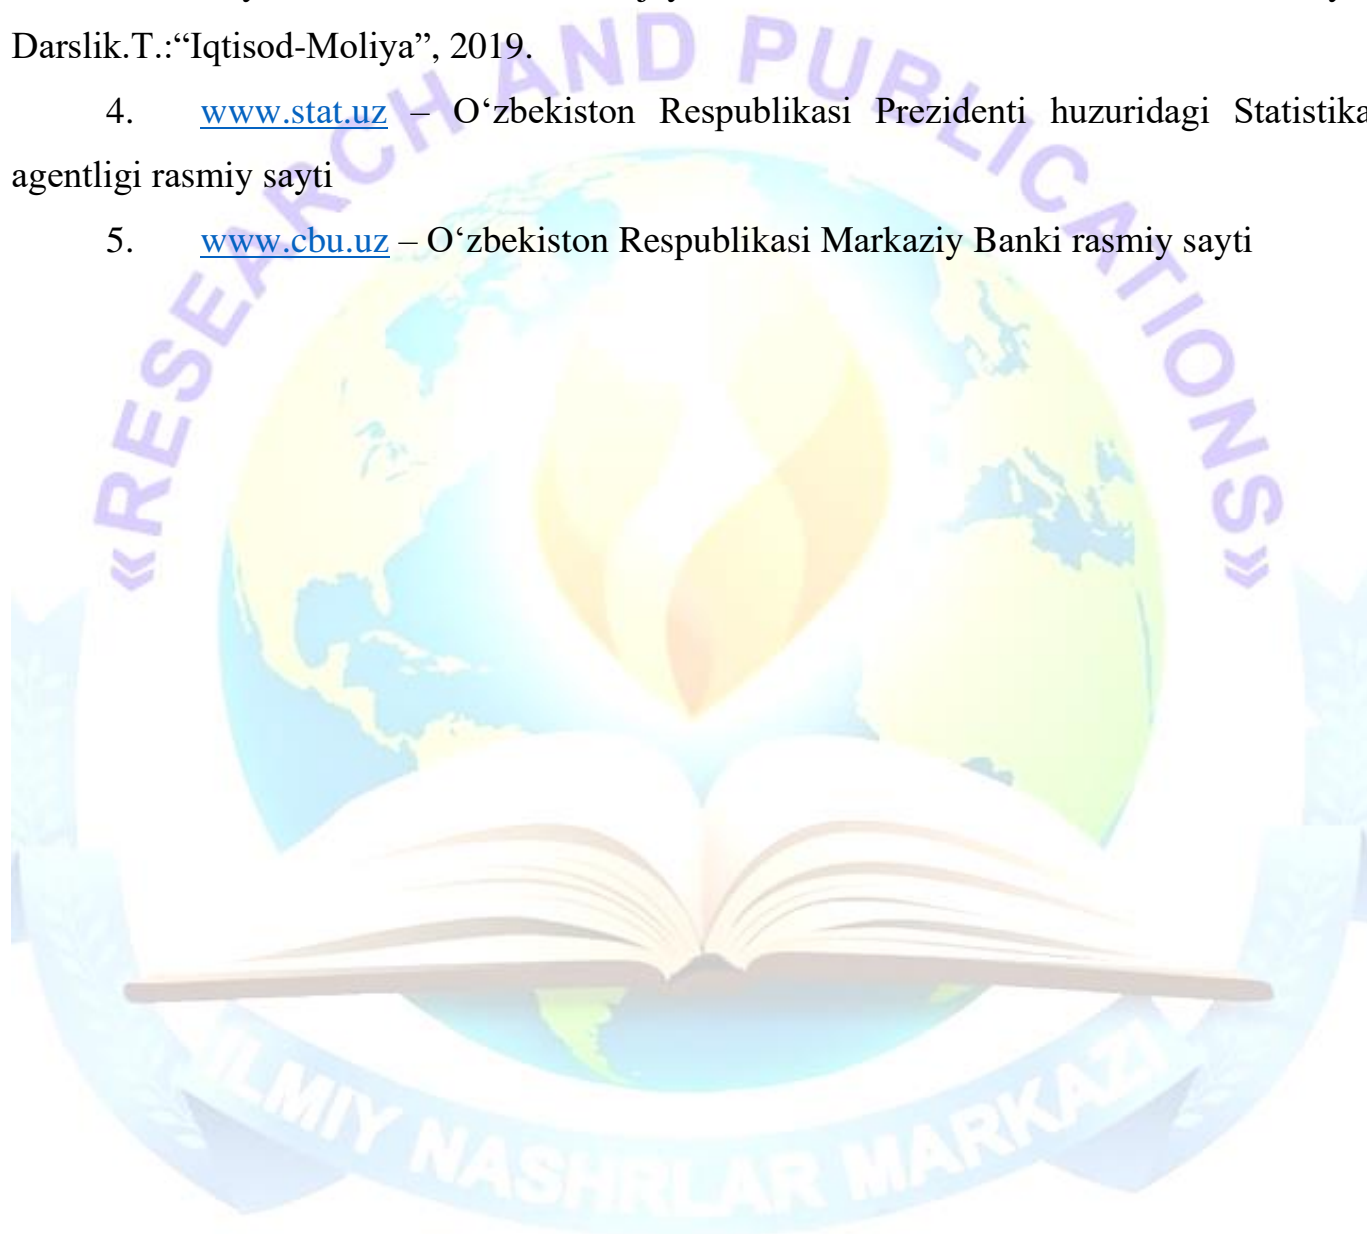 Darslik.T.:“Iqtisod-Moliya”, 2019.
4. www.stat.uz – O‘zbekiston Respublikasi Prezidenti huzuridagi Statistika
agentligi rasmiy sayti
5. www.cbu.uz – O‘zbekiston Respublikasi Markaziy Banki rasmiy sayti
«RESEARCH AND PUBLICATIONS»
ILMIY NASHRLAR MARKAZI